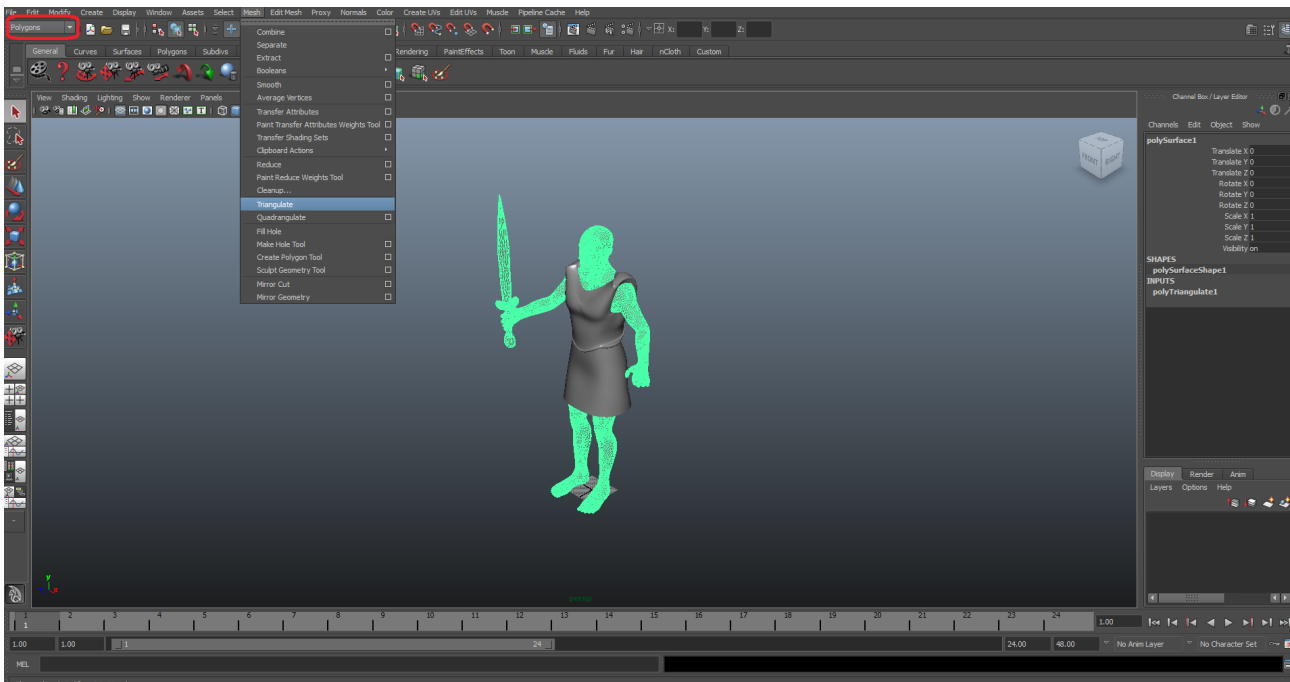 File Edit Modify Create Display Window Assets Select Mesh Edit Mesh Proxy Normals Color Create UVs Edit UVs Muscle Pipeline Cache Help
Polygons X: Y: Z:
General Curves Surfaces Polygons Subdivs Rendering PaintEffects Toon Muscle Fluids Fur Hair nCloth Custom
View Shading Lighting Show Renderer Panels
Combine
Separate
Extract
Booleans
Smooth
Average Vertices
Transfer Attributes
Paint Transfer Attributes Weights Tool
Transfer Shading Sets
Clipboard Actions
Reduce
Paint Reduce Weights Tool
Cleanup...
Triangulate
Quadrangulate
Fill Hole
Make Hole Tool
Create Polygon Tool
Sculpt Geometry Tool
Mirror Cut
Mirror Geometry
FRONT RIGHT
Channel Box / Layer Editor
Channels Edit Object Show
polySurface1
Translate X 0
Translate Y 0
Translate Z 0
Rotate X 0
Rotate Y 0
Rotate Z 0
Scale X 1
Scale Y 1
Scale Z 1
Visibility on
SHAPES
polySurfaceShape1
INPUTS
polyTriangulate1
Display Render Anim
Layers Options Help
y
x
persp
1 2 3 4 5 6 7 8 9 10 11 12 13 14 15 16 17 18 19 20 21 22 23 24
1 1.00
1.00 1.00 1 24 24.00 48.00 No Anim Layer No Character Set
MEL